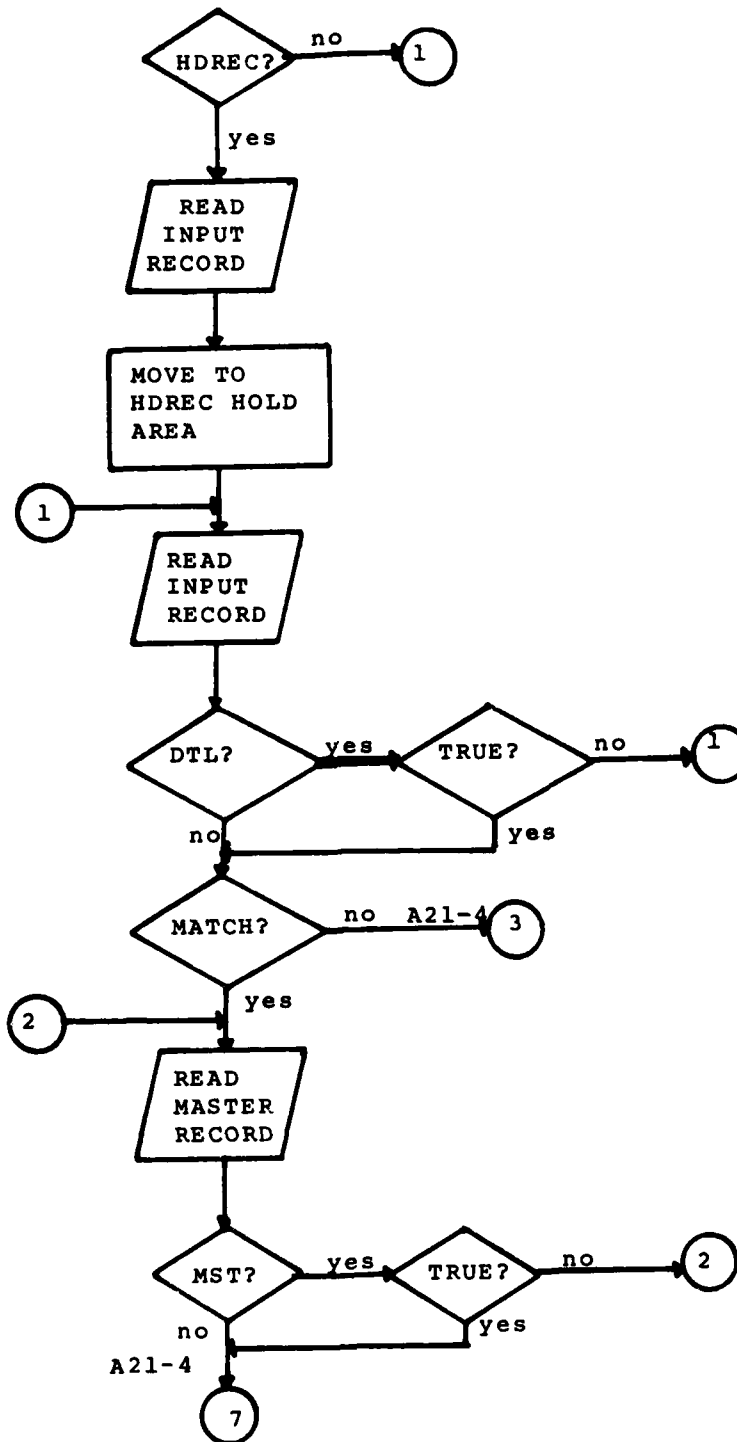 no
HDREC?
1
yes
READ
INPUT
RECORD
MOVE TO
HDREC HOLD
AREA
1
READ
INPUT
RECORD
DTL?
yes
TRUE?
no
1
no
yes
MATCH?
no A21-4
3
yes
2
READ
MASTER
RECORD
MST?
yes
TRUE?
no
2
no
yes
A21-4
7